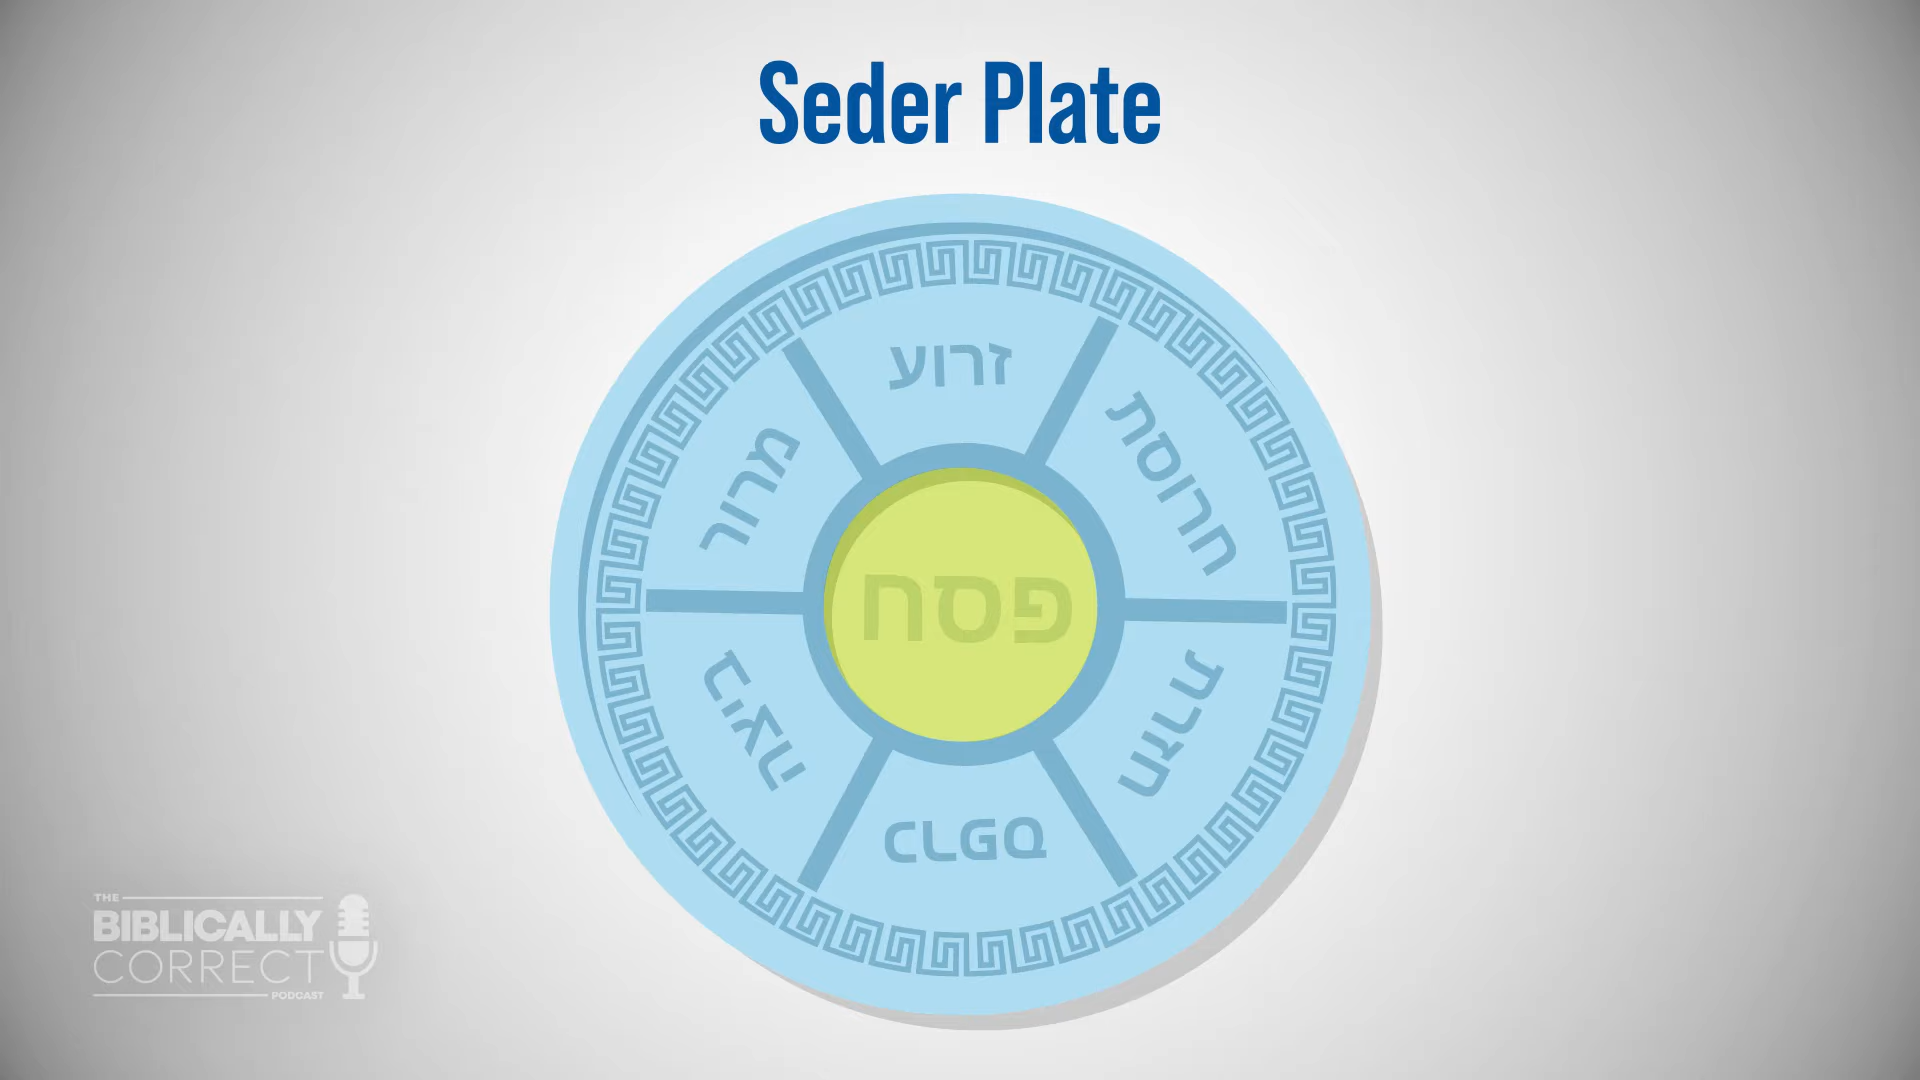 Seder Plate
זרוע
מרור
חרוסת
פסח
ביצה
חזרת
כרפס
THE
BIBLICALLY
CORRECT
PODCAST